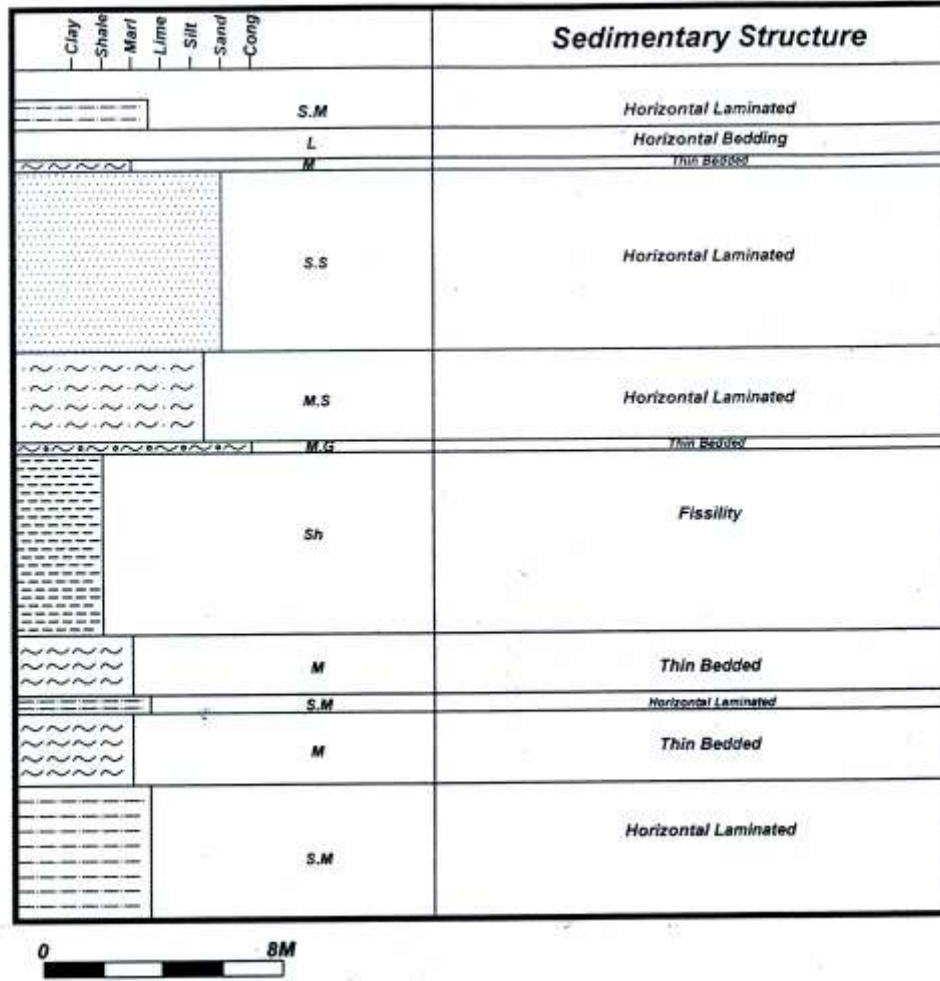 Clay Shale Marl Lime Silt Sand Cong
Sedimentary Structure
S.M Horizontal Laminated
L Horizontal Bedding
M Thin Bedded
S.S Horizontal Laminated
M.S Horizontal Laminated
M.G Thin Bedded
Sh Fissility
M Thin Bedded
S.M Horizontal Laminated
M Thin Bedded
S.M Horizontal Laminated
0 8M